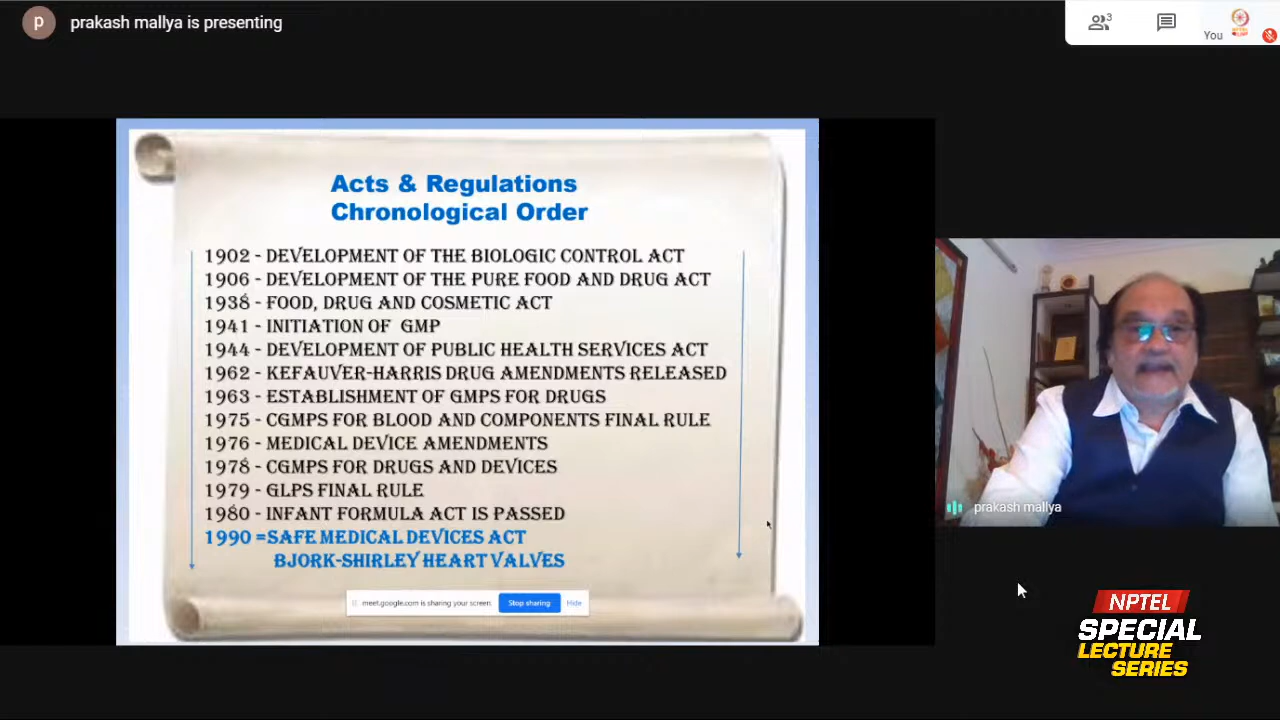 p
prakash mallya is presenting
3
You
Acts & Regulations
Chronological Order
1902 - DEVELOPMENT OF THE BIOLOGIC CONTROL ACT
1906 - DEVELOPMENT OF THE PURE FOOD AND DRUG ACT
1938 - FOOD, DRUG AND COSMETIC ACT
1941 - INITIATION OF GMP
1944 - DEVELOPMENT OF PUBLIC HEALTH SERVICES ACT
1962 - KEFAUVER-HARRIS DRUG AMENDMENTS RELEASED
1963 - ESTABLISHMENT OF GMPS FOR DRUGS
1975 - CGMPS FOR BLOOD AND COMPONENTS FINAL RULE
1976 - MEDICAL DEVICE AMENDMENTS
1978 - CGMPS FOR DRUGS AND DEVICES
1979 - GLPS FINAL RULE
1980 - INFANT FORMULA ACT IS PASSED
1990 =SAFE MEDICAL DEVICES ACT
BJORK-SHIRLEY HEART VALVES
meet.google.com is sharing your screen.
Stop sharing
Hide
prakash mallya
NPTEL
SPECIAL
LECTURE
SERIES